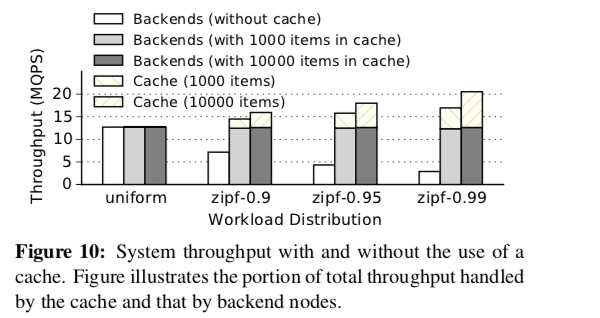 Backends (without cache)
Backends (with 1000 items in cache)
Backends (with 10000 items in cache)
Cache (1000 items)
Cache (10000 items)
Throughput (MQPS)
20
15
10
5
0
uniform zipf-0.9 zipf-0.95 zipf-0.99
Workload Distribution
Figure 10: System throughput with and without the use of a
cache. Figure illustrates the portion of total throughput handled
by the cache and that by backend nodes.